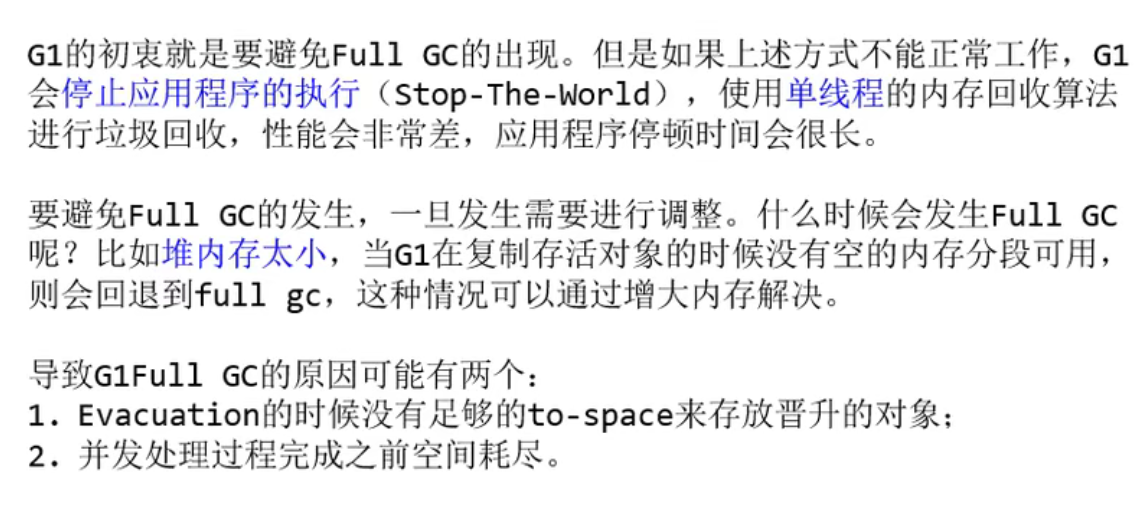 G1的初衷就是要避免Full GC的出现。但是如果上述方式不能正常工作，G1
会停止应用程序的执行（Stop-The-World），使用单线程的内存回收算法
进行垃圾回收，性能会非常差，应用程序停顿时间会很长。
要避免Full GC的发生，一旦发生需要进行调整。什么时候会发生Full GC
呢？比如堆内存太小，当G1在复制存活对象的时候没有空的内存分段可用，
则会回退到full gc，这种情况可以通过增大内存解决。
导致G1Full GC的原因可能有两个：
1. Evacuation的时候没有足够的to-space来存放晋升的对象；
2. 并发处理过程完成之前空间耗尽。